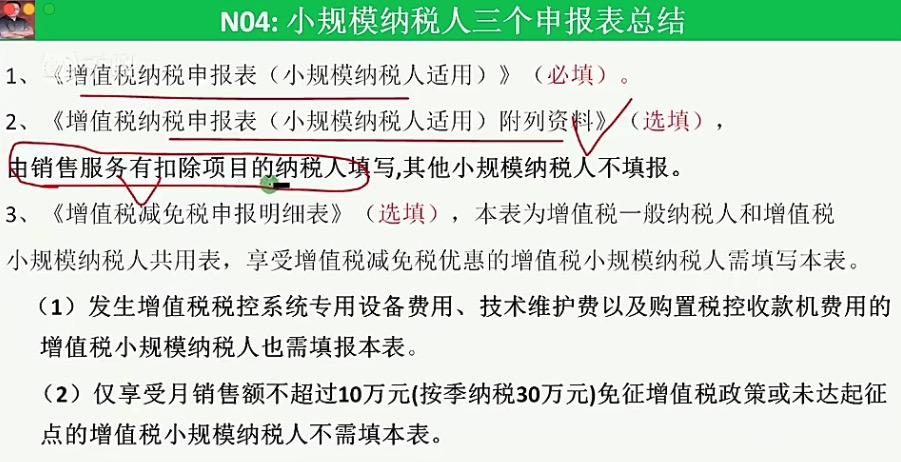 N04: 小规模纳税人三个申报表总结
1、《增值税纳税申报表（小规模纳税人适用）》（必填）。
2、《增值税纳税申报表（小规模纳税人适用）附列资料》（选填），
由销售服务有扣除项目的纳税人填写,其他小规模纳税人不填报。
3、《增值税减免税申报明细表》（选填），本表为增值税一般纳税人和增值税
小规模纳税人共用表，享受增值税减免税优惠的增值税小规模纳税人需填写本表。
（1）发生增值税税控系统专用设备费用、技术维护费以及购置税控收款机费用的
增值税小规模纳税人也需填报本表。
（2）仅享受月销售额不超过10万元(按季纳税30万元)免征增值税政策或未达起征
点的增值税小规模纳税人不需填本表。